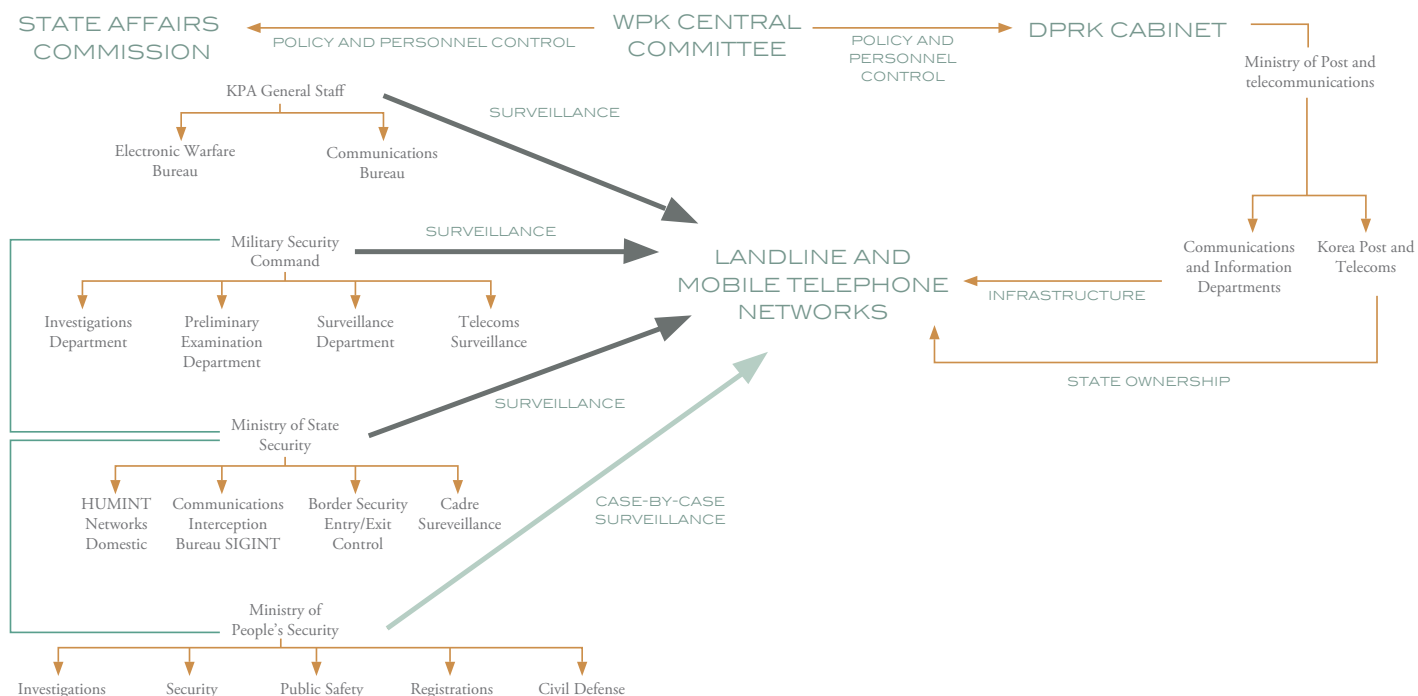 STATE AFFAIRS
COMMISSION
POLICY AND PERSONNEL CONTROL
WPK CENTRAL
COMMITTEE
POLICY AND
PERSONNEL
CONTROL
DPRK CABINET
Ministry of Post and
telecommunications
KPA General Staff
SURVEILLANCE
Electronic Warfare
Bureau
Communications
Bureau
Military Security
Command
SURVEILLANCE
Investigations
Department
Preliminary
Examination
Department
Surveillance
Department
Telecoms
Surveillance
LANDLINE AND
MOBILE TELEPHONE
NETWORKS
INFRASTRUCTURE
Communications
and Information
Departments
Korea Post and
Telecoms
STATE OWNERSHIP
Ministry of State
Security
SURVEILLANCE
HUMINT
Networks
Domestic
Communications
Interception
Bureau SIGINT
Border Security
Entry/Exit
Control
Cadre
Sureveillance
CASE-BY-CASE
SURVEILLANCE
Ministry of
People's Security
Investigations
Security
Public Safety
Registrations
Civil Defense